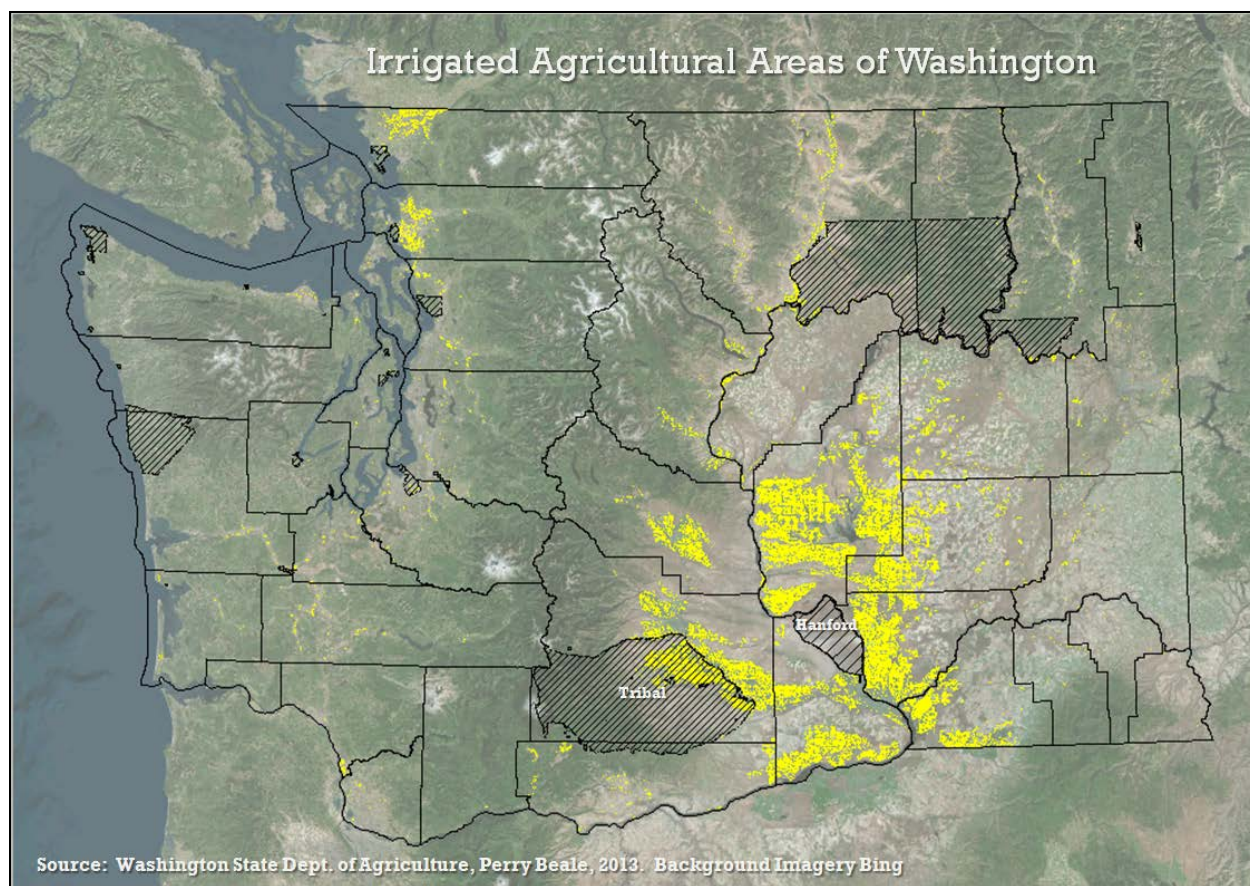 Irrigated Agricultural Areas of Washington
Hanford
Tribal
Source: Washington State Dept. of Agriculture, Perry Beale, 2013. Background Imagery Bing